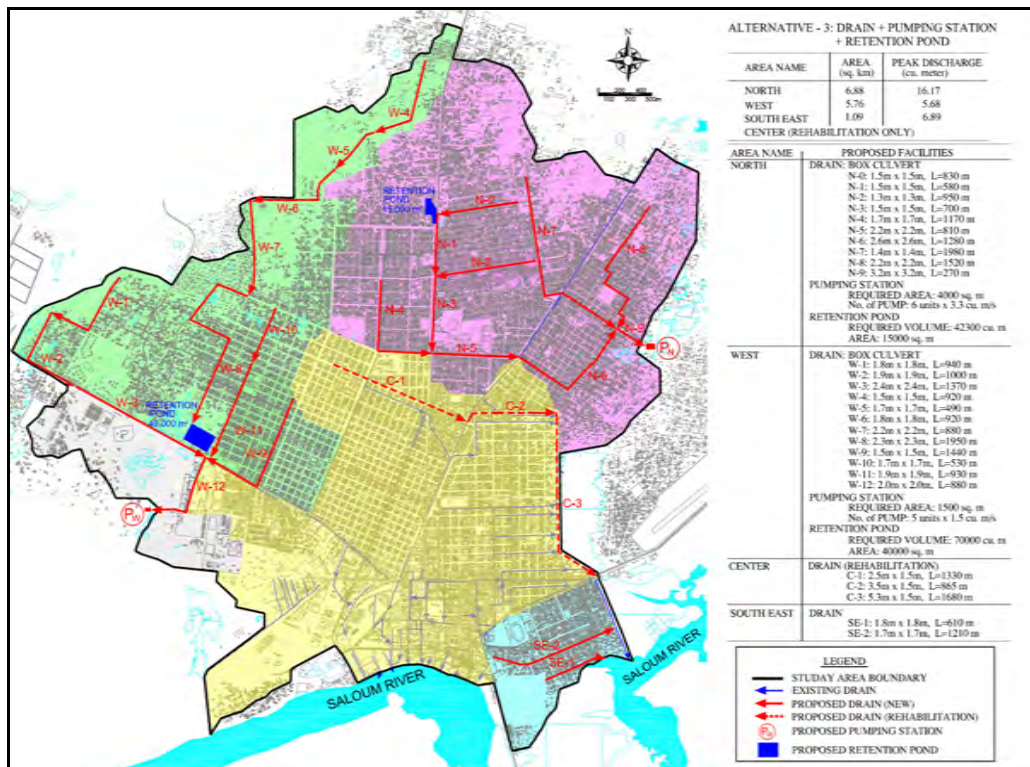 ALTERNATIVE - 3: DRAIN + PUMPING STATION
+ RETENTION POND
AREA NAME AREA (sq. km) PEAK DISCHARGE (cu. meter)
NORTH 6.88 16.17
WEST 5.76 5.68
SOUTH EAST 1.09 6.89
CENTER (REHABILITATION ONLY)
AREA NAME PROPOSED FACILITIES
NORTH DRAIN: BOX CULVERT
N-0: 1.5m x 1.5m, L=830 m
N-1: 1.5m x 1.5m, L=580 m
N-2: 1.3m x 1.3m, L=950 m
N-3: 1.5m x 1.5m, L=700 m
N-4: 1.7m x 1.7m, L=1170 m
N-5: 2.2m x 2.2m, L=810 m
N-6: 2.6m x 2.6m, L=1280 m
N-7: 1.4m x 1.4m, L=1980 m
N-8: 2.2m x 2.2m, L=1520 m
N-9: 3.2m x 3.2m, L=270 m
PUMPING STATION
REQUIRED AREA: 4000 sq. m
No. of PUMP: 6 units x 3.3 cu. m/s
RETENTION POND
REQUIRED VOLUME: 42300 cu. m
AREA: 15000 sq. m
WEST DRAIN: BOX CULVERT
W-1: 1.8m x 1.8m, L=940 m
W-2: 1.9m x 1.9m, L=1000 m
W-3: 2.4m x 2.4m, L=1370 m
W-4: 1.5m x 1.5m, L=920 m
W-5: 1.7m x 1.7m, L=490 m
W-6: 1.8m x 1.8m, L=920 m
W-7: 2.2m x 2.2m, L=880 m
W-8: 2.3m x 2.3m, L=1950 m
W-9: 1.5m x 1.5m, L=1440 m
W-10: 1.7m x 1.7m, L=530 m
W-11: 1.9m x 1.9m, L=930 m
W-12: 2.0m x 2.0m, L=880 m
PUMPING STATION
REQUIRED AREA: 1500 sq. m
No. of PUMP: 5 units x 1.5 cu. m/s
RETENTION POND
REQUIRED VOLUME: 70000 cu. m
AREA: 40000 sq. m
CENTER DRAIN (REHABILITATION)
C-1: 2.5m x 1.5m, L=1330 m
C-2: 3.5m x 1.5m, L=865 m
C-3: 5.3m x 1.5m, L=1680 m
SOUTH EAST DRAIN
SE-1: 1.8m x 1.8m, L=610 m
SE-2: 1.7m x 1.7m, L=1210 m
LEGEND
STUDAY AREA BOUNDARY
EXISTING DRAIN
PROPOSED DRAIN (NEW)
PROPOSED DRAIN (REHABILITATION)
PROPOSED PUMPING STATION
PROPOSED RETENTION POND
N
W-4
W-5
W-6
W-7
RETENTION
POND
N-1
N-7
N-8
W-1
W-2
W-3
W-10
W-8
N-4
N-3
N-5
N-9
PN
N-6
C-1
C-2
RETENTION
POND
W-11
W-9
W-12
PW
C-3
SE-2
SE-1
SALOUM RIVER
SALOUM RIVER